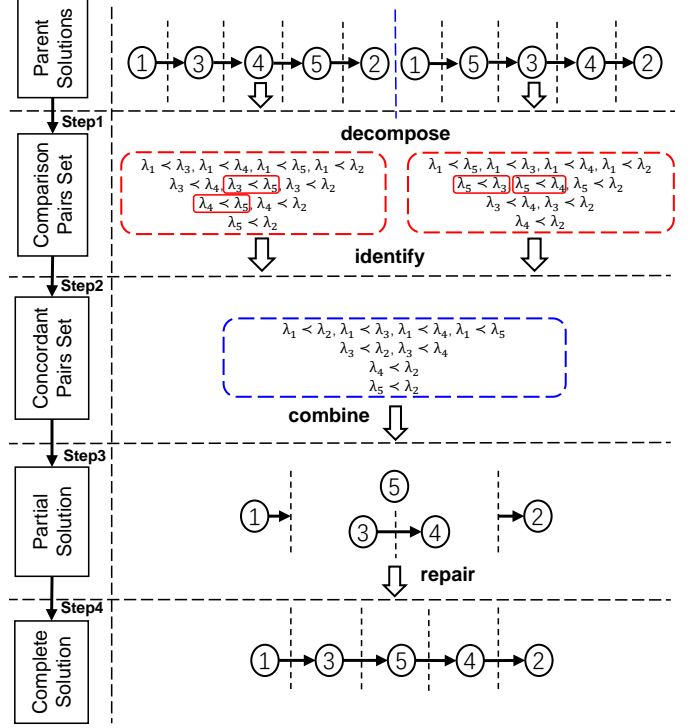 Parent
Solutions
1 3 4 5 2
1 5 3 4 2
Step1
decompose
Comparison
Pairs Set
λ₁ ≺ λ₃, λ₁ ≺ λ₄, λ₁ ≺ λ₅, λ₁ ≺ λ₂
λ₃ ≺ λ₄, λ₃ ≺ λ₅, λ₃ ≺ λ₂
λ₄ ≺ λ₅, λ₄ ≺ λ₂
λ₅ ≺ λ₂
λ₁ ≺ λ₅, λ₁ ≺ λ₃, λ₁ ≺ λ₄, λ₁ ≺ λ₂
λ₅ ≺ λ₃, λ₅ ≺ λ₄, λ₅ ≺ λ₂
λ₃ ≺ λ₄, λ₃ ≺ λ₂
λ₄ ≺ λ₂
identify
Step2
Concordant
Pairs Set
λ₁ ≺ λ₂, λ₁ ≺ λ₃, λ₁ ≺ λ₄, λ₁ ≺ λ₅
λ₃ ≺ λ₂, λ₃ ≺ λ₄
λ₄ ≺ λ₂
λ₅ ≺ λ₂
combine
Step3
Partial
Solution
5
1 3 4 2
repair
Step4
Complete
Solution
1 3 5 4 2